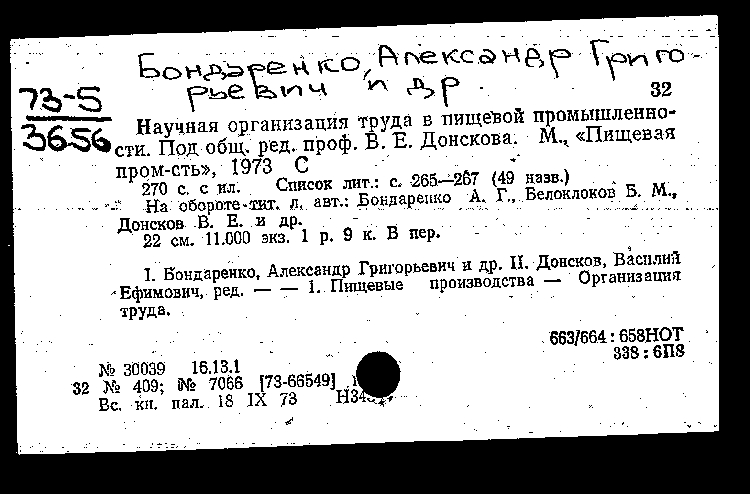 Бондаренко, Александр Григо-
рьевич и др.
73-5
3656
32
Научная организация труда в пищевой промышленно-
сти. Под общ. ред. проф. В. Е. Донскова. М., «Пищевая
пром-сть», 1973 С
270 с. с ил. Список лит.: с. 265—267 (49 назв.)
На обороте тит. л. авт.: Бондаренко А. Г., Белоклоков Б. М.,
Донсков В. Е. и др.
22 см. 11.000 экз. 1 р. 9 к. В пер.
I. Бондаренко, Александр Григорьевич и др. II. Донсков, Василий
Ефимович, ред. — — 1. Пищевые производства — Организация
труда.
663/664 : 658НОТ
338 : 6П8
№ 30039 16.13.1
32 № 409; № 7066 [73-66549]
Вс. кн. пал. 18 IX 73